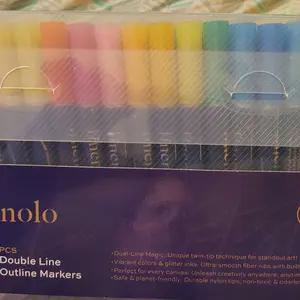 nolo
PCS
Double Line
Outline Markers
•Dual-Line Magic: Unique twin-tip technique for standout art
•Vibrant colors & glitter inks. Ultra-smooth fiber nibs with
•Perfect for every canvas: Unleash creativity anywhere,
•Safe & planet-friendly. Durable nylon tips, non-toxic &